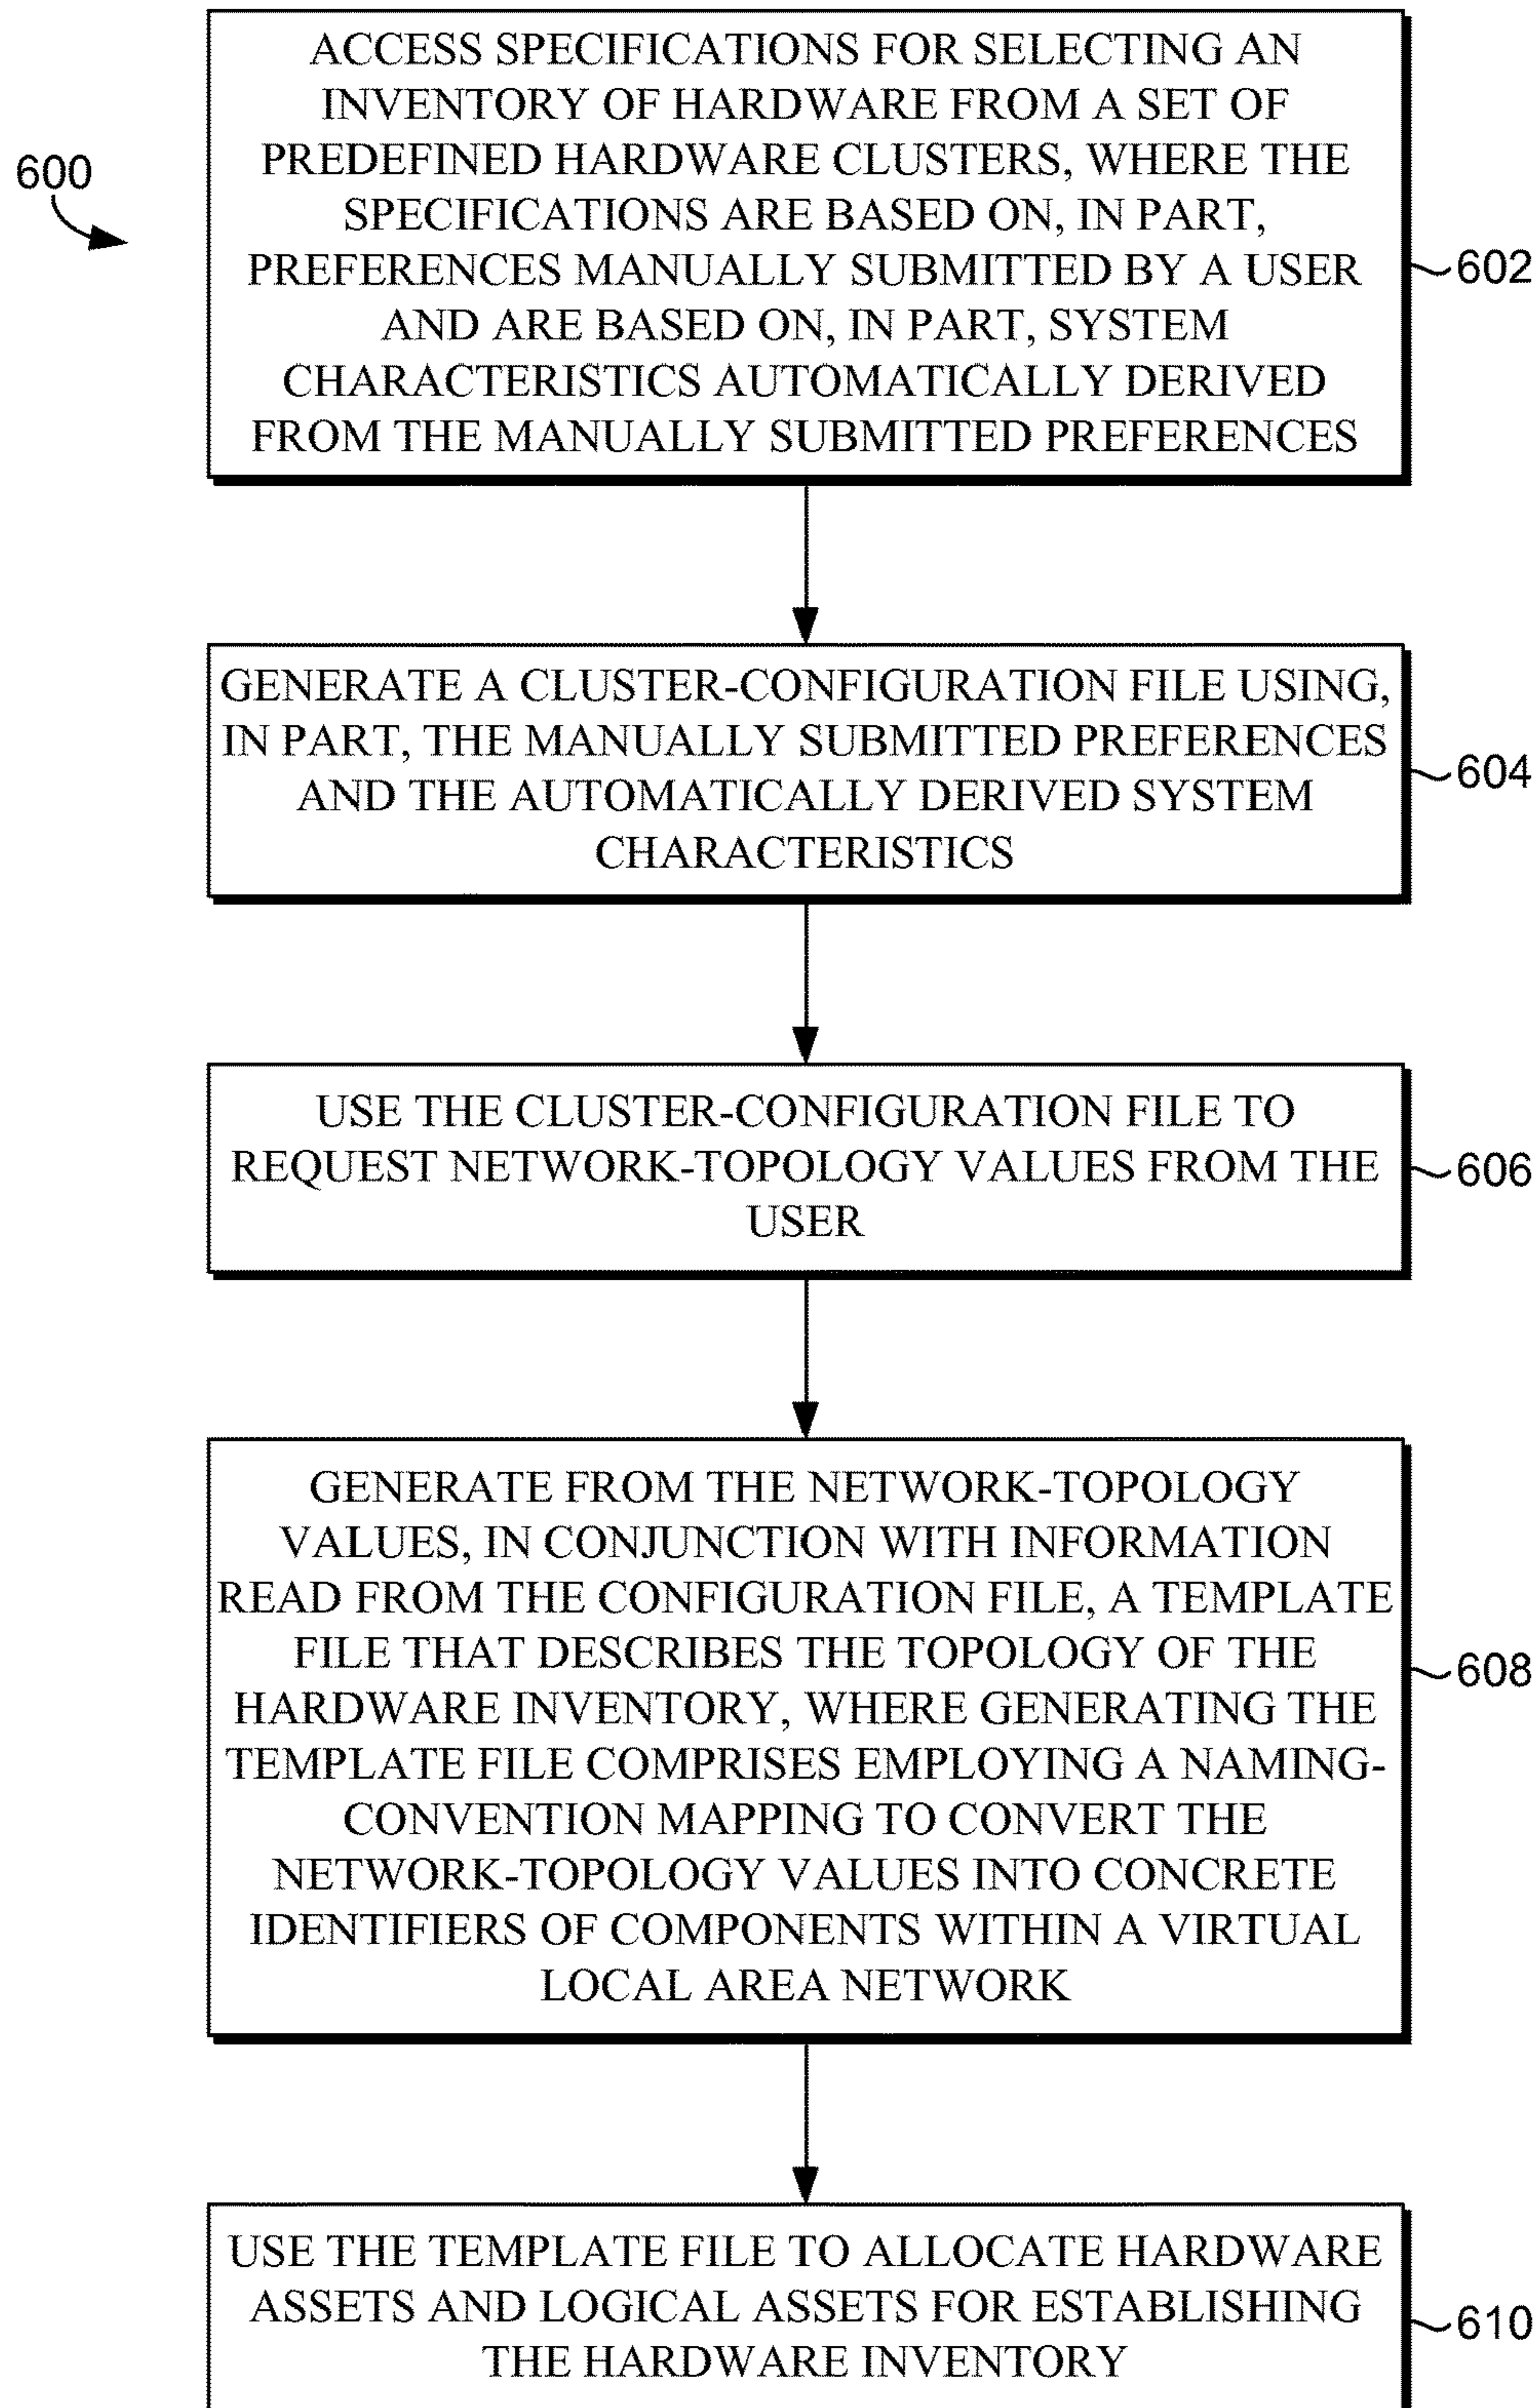 600
ACCESS SPECIFICATIONS FOR SELECTING AN
INVENTORY OF HARDWARE FROM A SET OF
PREDEFINED HARDWARE CLUSTERS, WHERE THE
SPECIFICATIONS ARE BASED ON, IN PART,
PREFERENCES MANUALLY SUBMITTED BY A USER
AND ARE BASED ON, IN PART, SYSTEM
CHARACTERISTICS AUTOMATICALLY DERIVED
FROM THE MANUALLY SUBMITTED PREFERENCES
602
GENERATE A CLUSTER-CONFIGURATION FILE USING,
IN PART, THE MANUALLY SUBMITTED PREFERENCES
AND THE AUTOMATICALLY DERIVED SYSTEM
CHARACTERISTICS
604
USE THE CLUSTER-CONFIGURATION FILE TO
REQUEST NETWORK-TOPOLOGY VALUES FROM THE
USER
606
GENERATE FROM THE NETWORK-TOPOLOGY
VALUES, IN CONJUNCTION WITH INFORMATION
READ FROM THE CONFIGURATION FILE, A TEMPLATE
FILE THAT DESCRIBES THE TOPOLOGY OF THE
HARDWARE INVENTORY, WHERE GENERATING THE
TEMPLATE FILE COMPRISES EMPLOYING A NAMING-
CONVENTION MAPPING TO CONVERT THE
NETWORK-TOPOLOGY VALUES INTO CONCRETE
IDENTIFIERS OF COMPONENTS WITHIN A VIRTUAL
LOCAL AREA NETWORK
608
USE THE TEMPLATE FILE TO ALLOCATE HARDWARE
ASSETS AND LOGICAL ASSETS FOR ESTABLISHING
THE HARDWARE INVENTORY
610